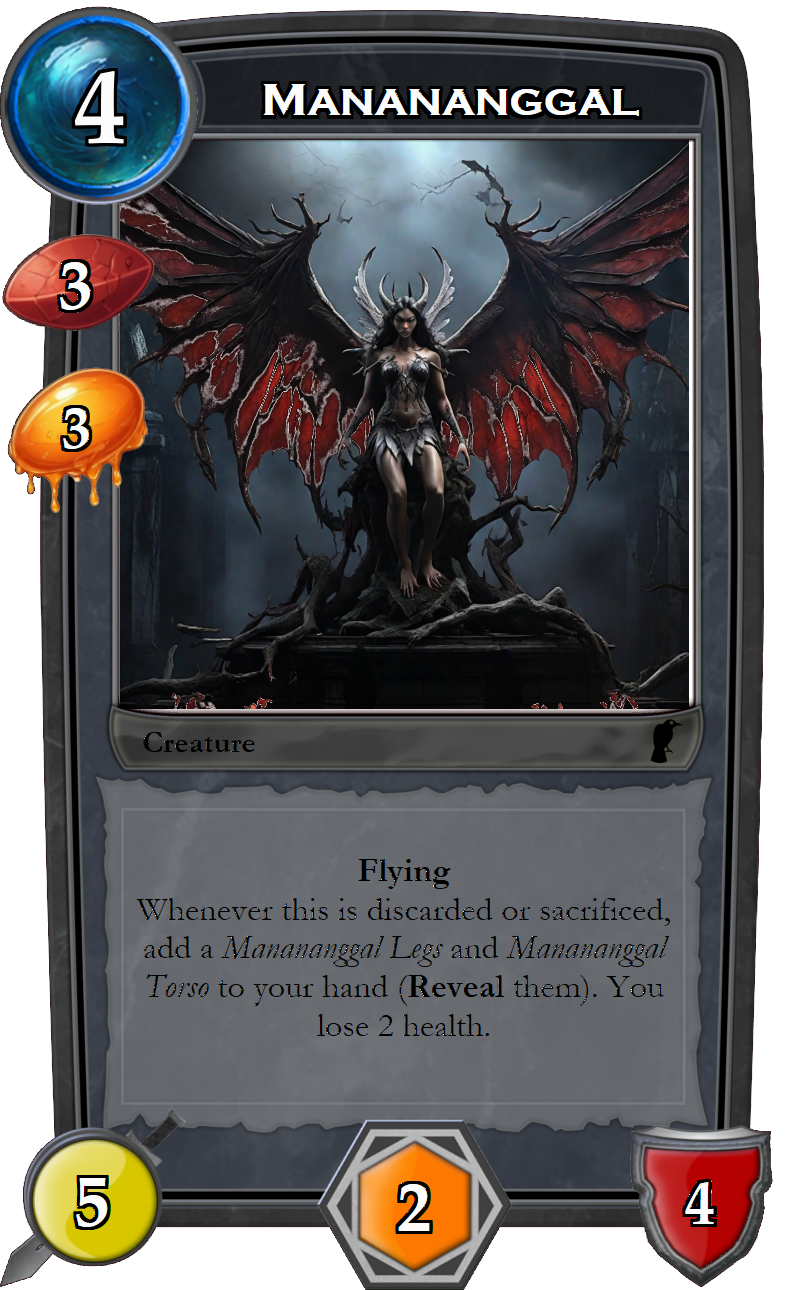 4
Manananggal
3
3
Creature
Flying
Whenever this is discarded or sacrificed,
add a Manananggal Legs and Manananggal
Torso to your hand (Reveal them). You
lose 2 health.
5
2
4